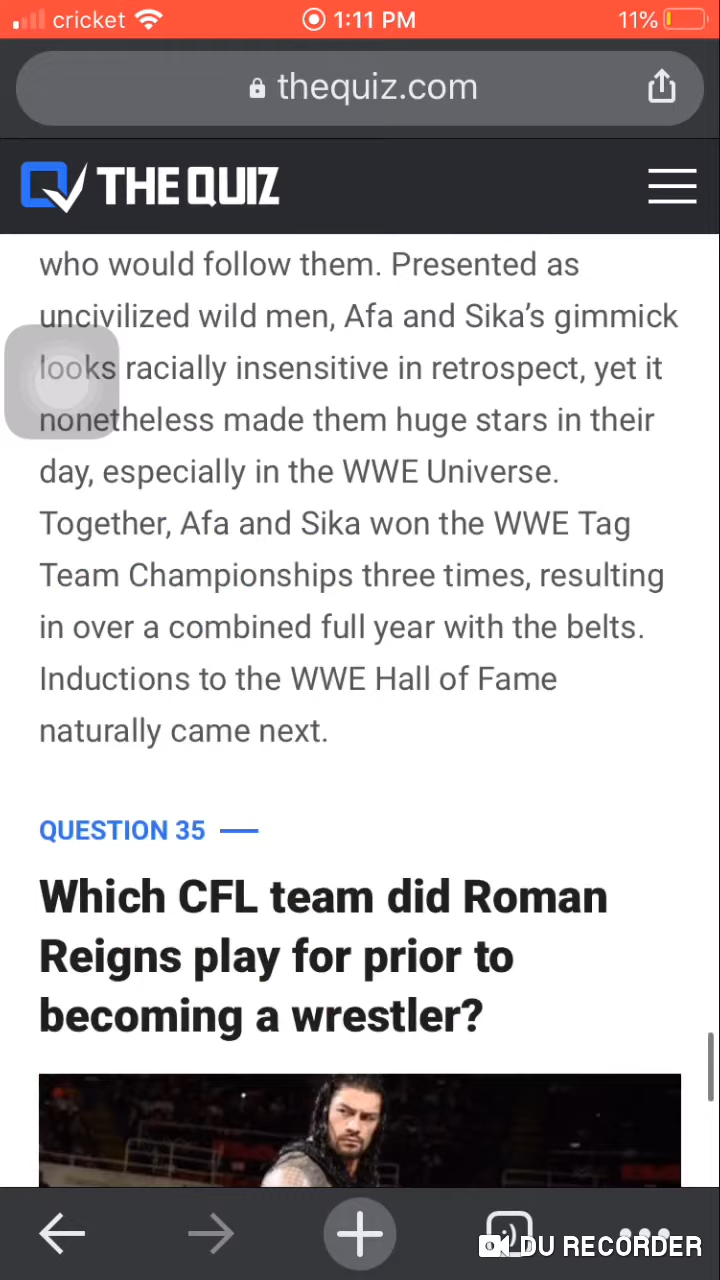 cricket 1:11 PM 11%
thequiz.com
THE QUIZ
who would follow them. Presented as
uncivilized wild men, Afa and Sika’s gimmick
looks racially insensitive in retrospect, yet it
nonetheless made them huge stars in their
day, especially in the WWE Universe.
Together, Afa and Sika won the WWE Tag
Team Championships three times, resulting
in over a combined full year with the belts.
Inductions to the WWE Hall of Fame
naturally came next.
QUESTION 35
Which CFL team did Roman
Reigns play for prior to
becoming a wrestler?
:)
DU RECORDER